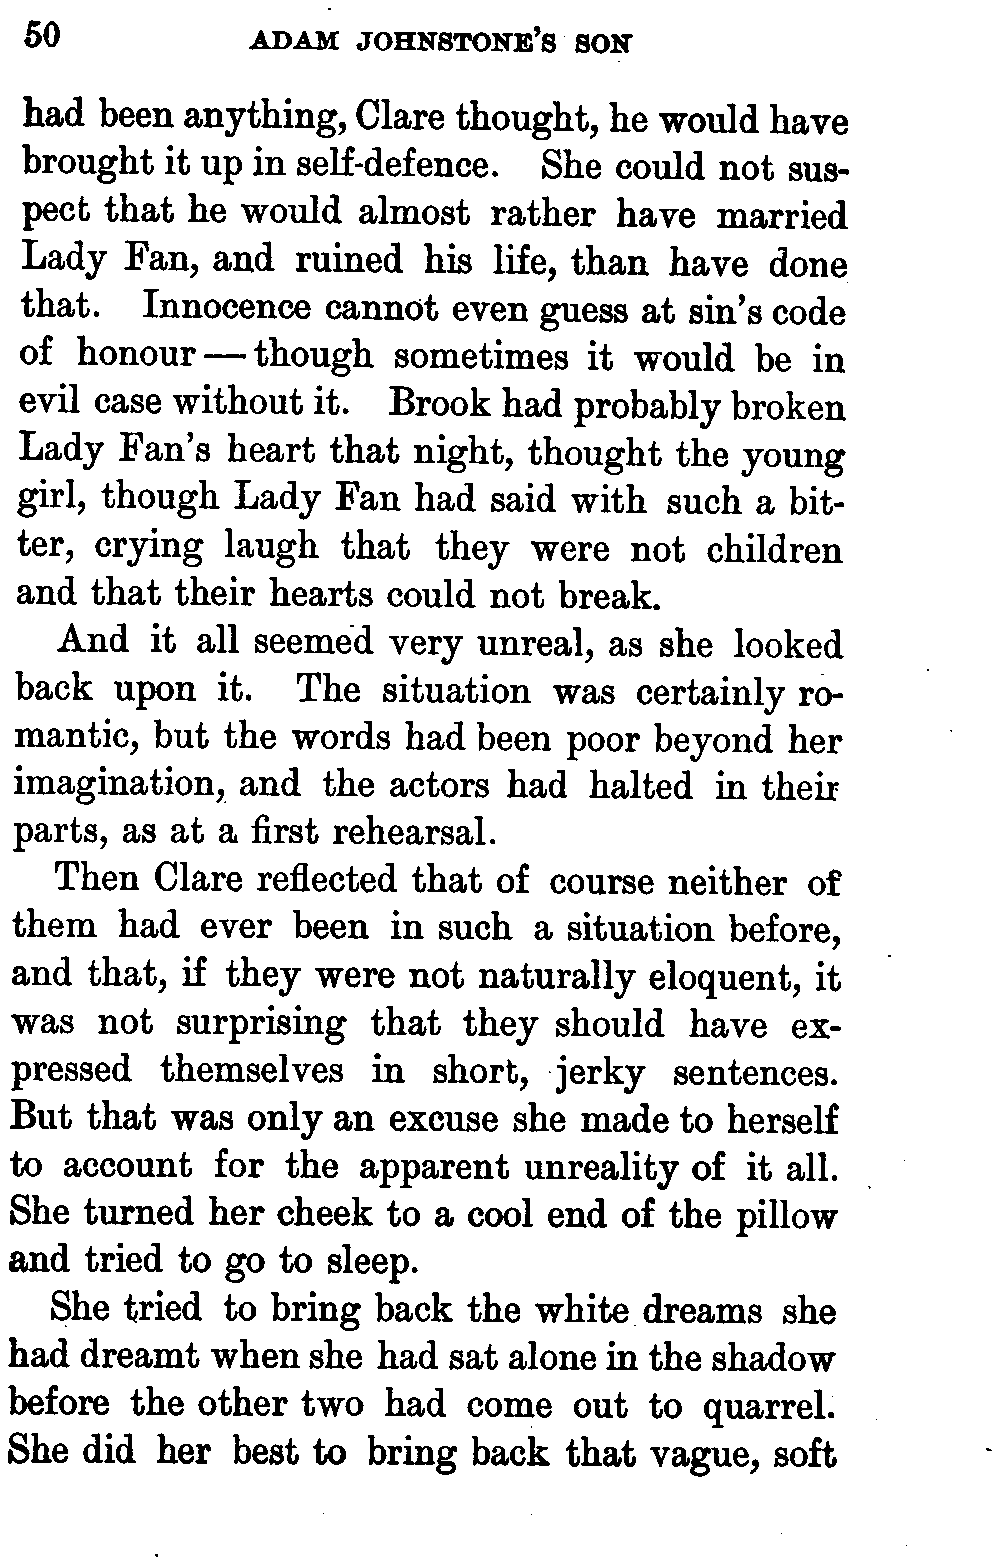 50 ADAM JOHNSTONE'S SON
had been anything, Clare thought, he would have
brought it up in self-defence. She could not sus-
pect that he would almost rather have married
Lady Fan, and ruined his life, than have done
that. Innocence cannot even guess at sin's code
of honour — though sometimes it would be in
evil case without it. Brook had probably broken
Lady Fan's heart that night, thought the young
girl, though Lady Fan had said with such a bit-
ter, crying laugh that they were not children
and that their hearts could not break.
And it all seemed very unreal, as she looked
back upon it. The situation was certainly ro-
mantic, but the words had been poor beyond her
imagination, and the actors had halted in their
parts, as at a first rehearsal.
Then Clare reflected that of course neither of
them had ever been in such a situation before,
and that, if they were not naturally eloquent, it
was not surprising that they should have ex-
pressed themselves in short, jerky sentences.
But that was only an excuse she made to herself
to account for the apparent unreality of it all.
She turned her cheek to a cool end of the pillow
and tried to go to sleep.
She tried to bring back the white dreams she
had dreamt when she had sat alone in the shadow
before the other two had come out to quarrel.
She did her best to bring back that vague, soft